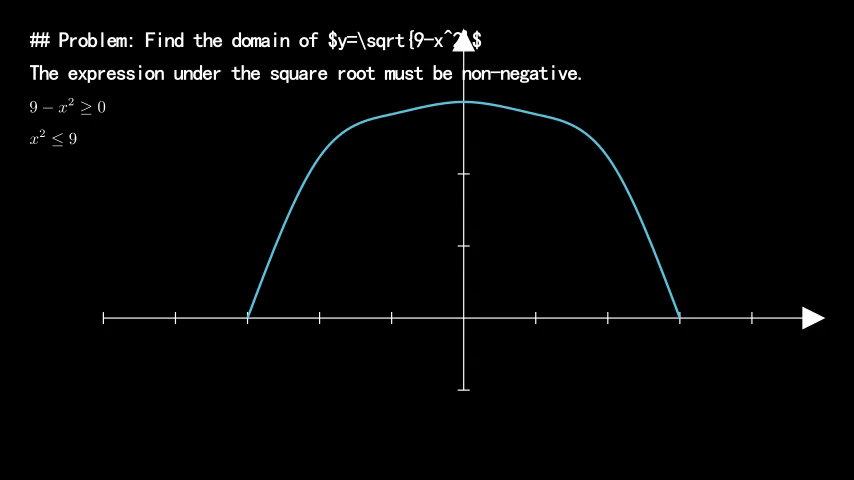 ## Problem: Find the domain of $y=\sqrt{9-x^2}$
The expression under the square root must be non-negative.
9 − x² ≥ 0
x² ≤ 9